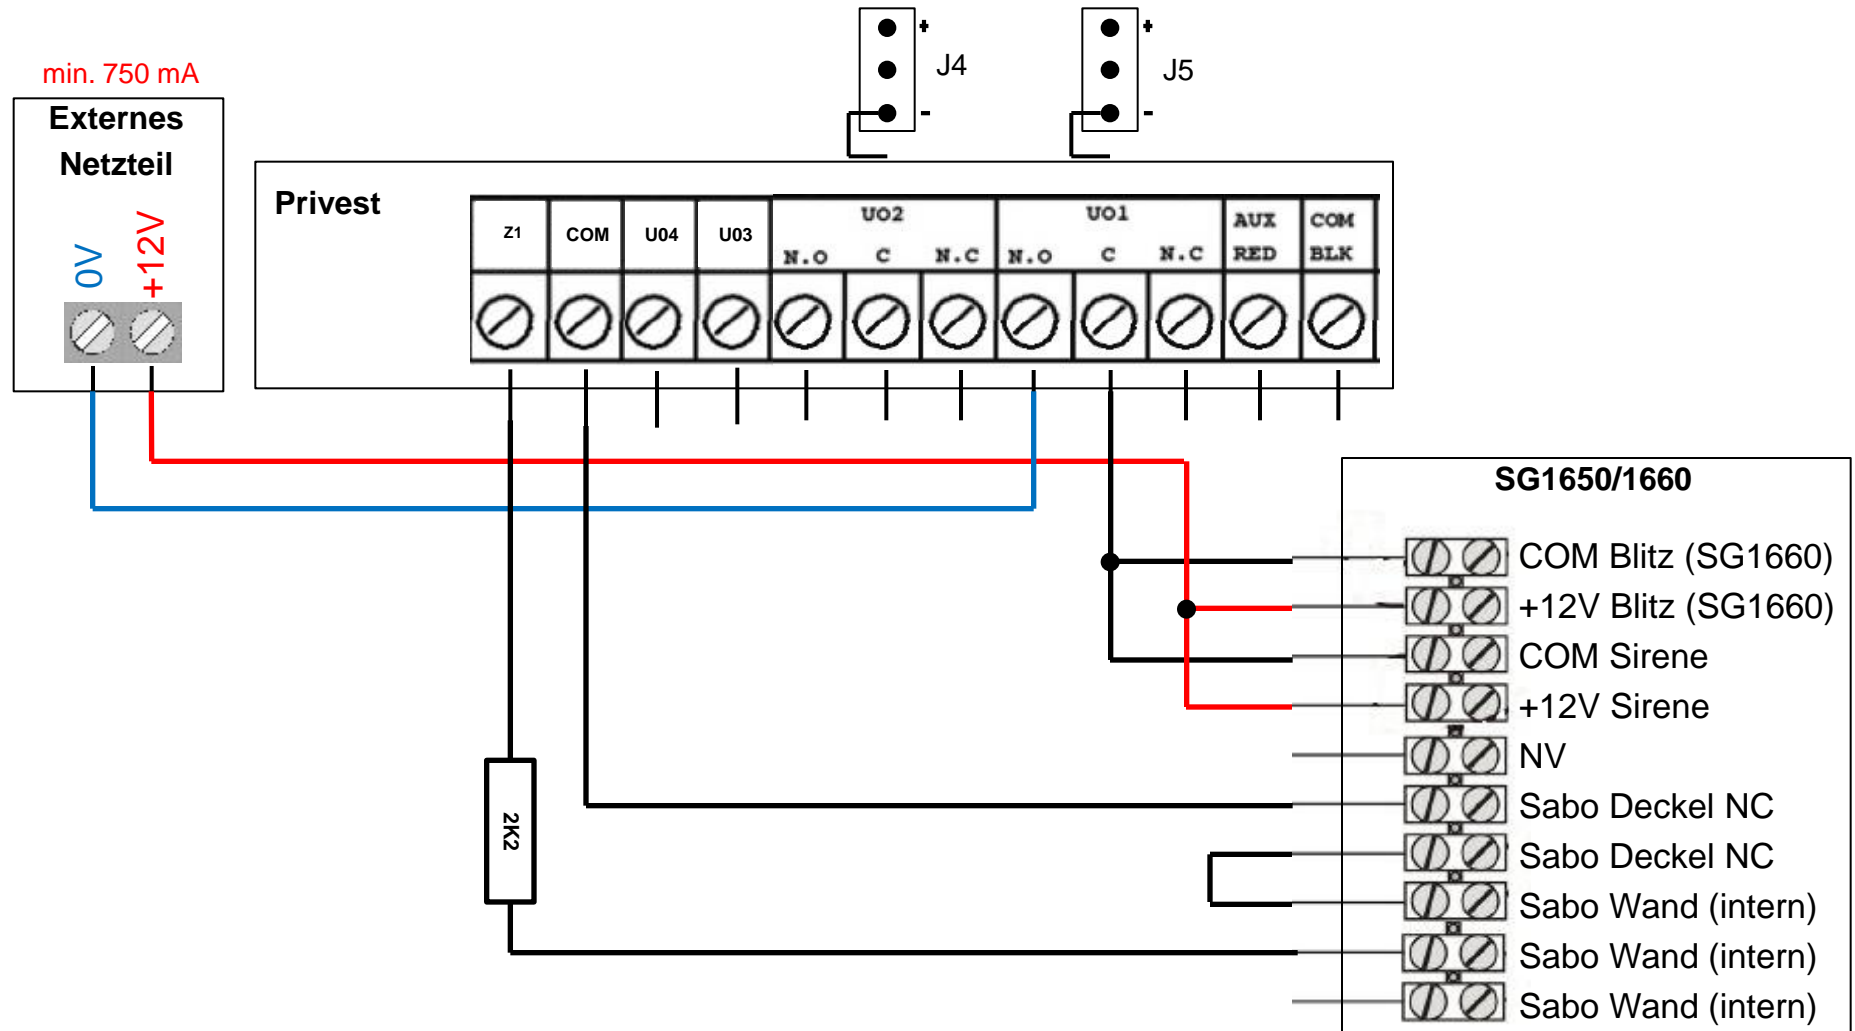 +
J4
-
+
J5
-
min. 750 mA
Externes
Netzteil
0V
+12V
Privest
Z1
COM
U04
U03
UO2
N.O C N.C
UO1
N.O C N.C
AUX
RED
COM
BLK
2K2
SG1650/1660
COM Blitz (SG1660)
+12V Blitz (SG1660)
COM Sirene
+12V Sirene
NV
Sabo Deckel NC
Sabo Deckel NC
Sabo Wand (intern)
Sabo Wand (intern)
Sabo Wand (intern)